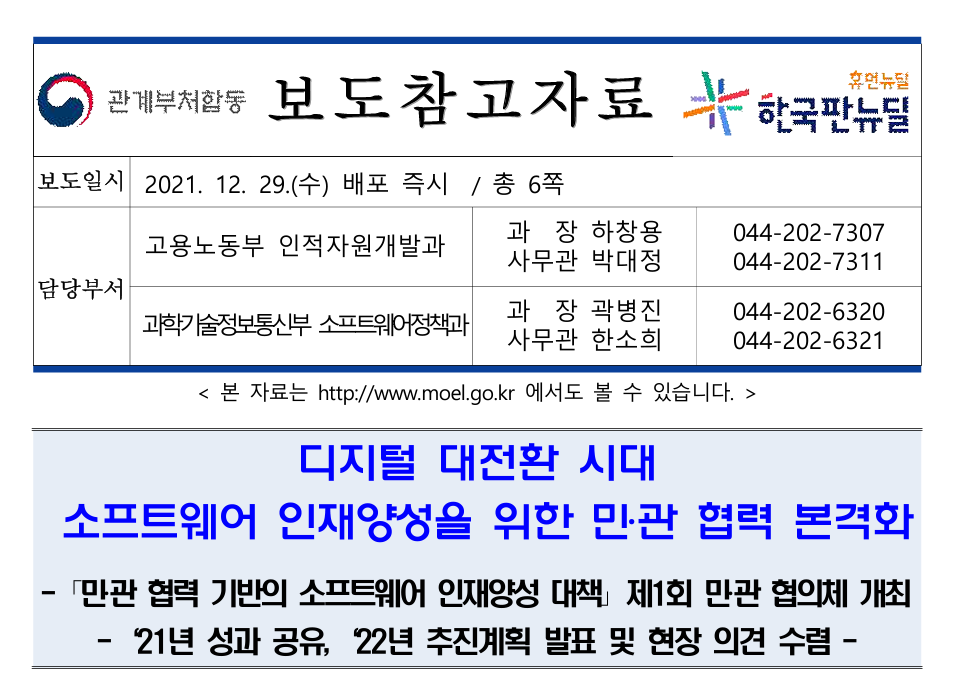 관계부처합동 보도참고자료 휴먼뉴딜
한국판뉴딜
보도일시 2021. 12. 29.(수) 배포 즉시 / 총 6쪽
담당부서 고용노동부 인적자원개발과 과 장 하창용 044-202-7307
사무관 박대정 044-202-7311
과학기술정보통신부 소프트웨어정책과 과 장 곽병진 044-202-6320
사무관 한소희 044-202-6321
< 본 자료는 http://www.moel.go.kr 에서도 볼 수 있습니다. >
디지털 대전환 시대
소프트웨어 인재양성을 위한 민·관 협력 본격화
-「민관 협력 기반의 소프트웨어 인재양성 대책」제1회 민관 협의체 개최
- ‘21년 성과 공유, ‘22년 추진계획 발표 및 현장 의견 수렴 -